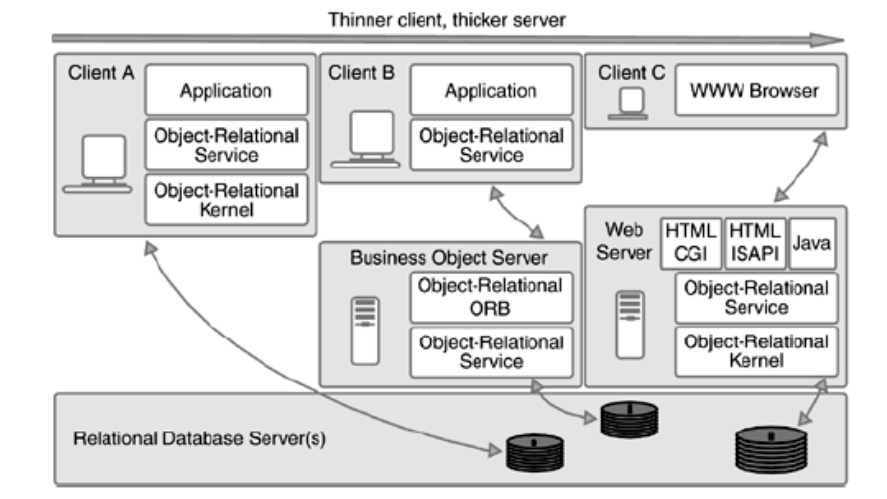 Thinner client, thicker server
Client A
Application
Object-Relational
Service
Object-Relational
Kernel
Client B
Application
Object-Relational
Service
Client C
WWW Browser
Business Object Server
Object-Relational
ORB
Object-Relational
Service
Web
Server
HTML
CGI
HTML
ISAPI
Java
Object-Relational
Service
Object-Relational
Kernel
Relational Database Server(s)